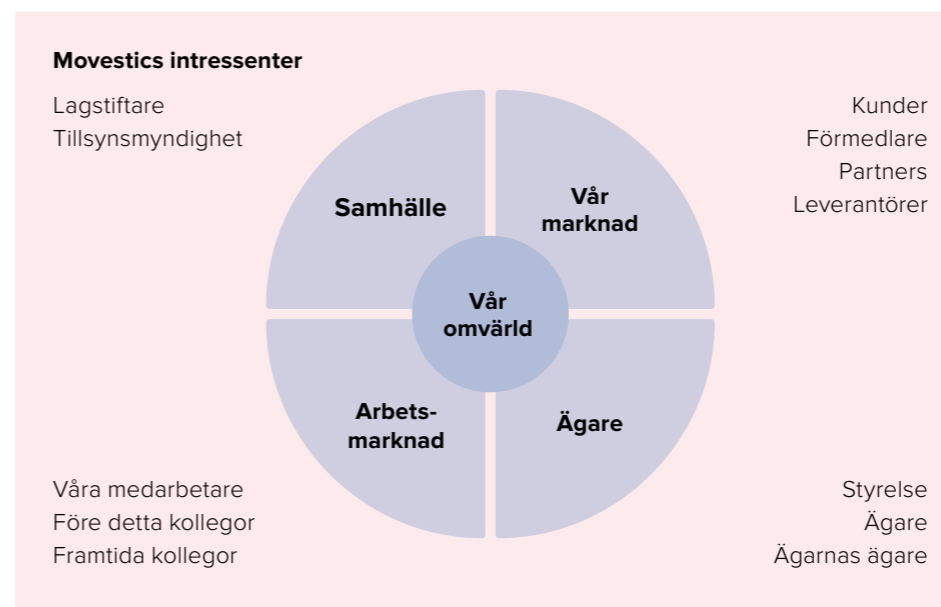 Movestics intressenter
Lagstiftare
Tillsynsmyndighet
Kunder
Förmedlare
Partners
Leverantörer
Samhälle
Vår
marknad
Vår
omvärld
Arbets-
marknad
Ägare
Våra medarbetare
Före detta kollegor
Framtida kollegor
Styrelse
Ägare
Ägarnas ägare